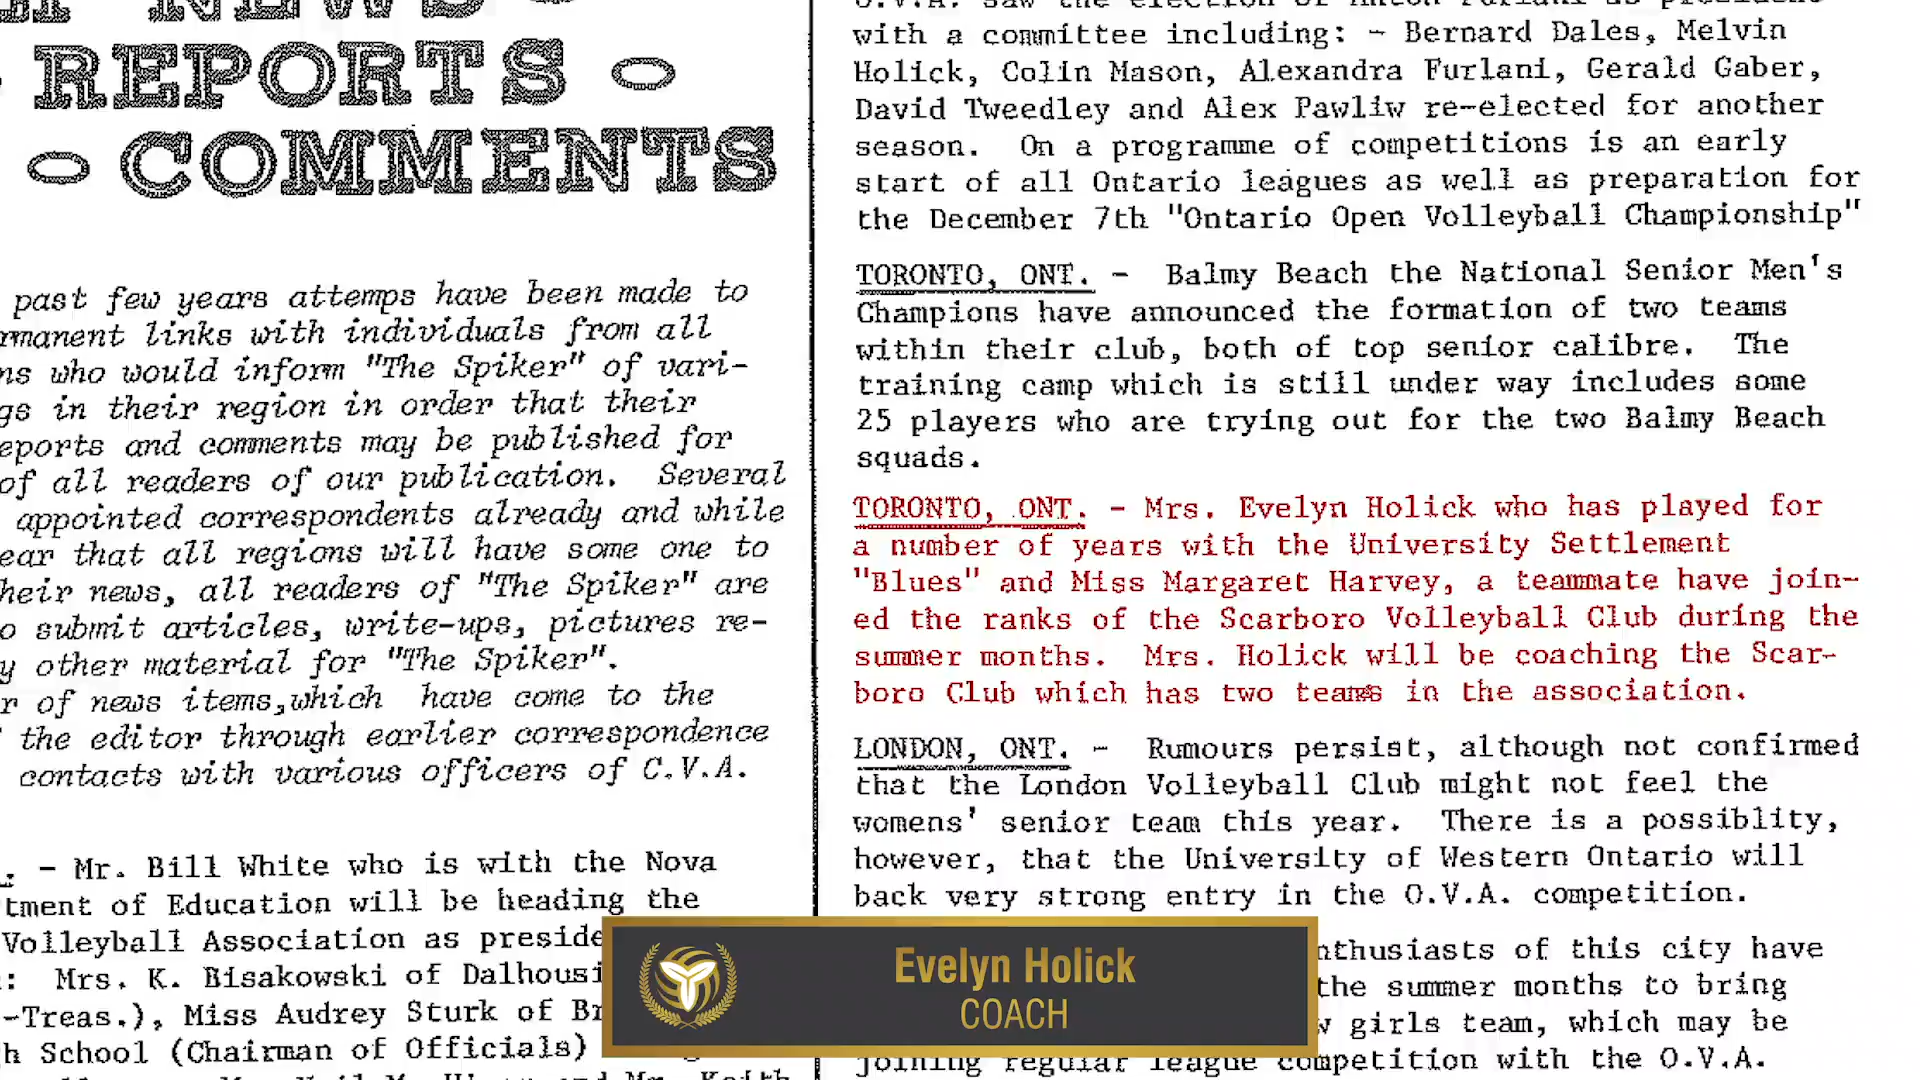 REPORTS -
- COMMENTS
past few years attemps have been made to
rmanent links with individuals from all
ns who would inform "The Spiker" of vari-
gs in their region in order that their
eports and comments may be published for
of all readers of our publication. Several
appointed correspondents already and while
ear that all regions will have some one to
heir news, all readers of "The Spiker" are
o submit articles, write-ups, pictures re-
y other material for "The Spiker".
r of news items,which have come to the
the editor through earlier correspondence
contacts with various officers of C.V.A.
. - Mr. Bill White who is with the Nova
tment of Education will be heading the
Volleyball Association as preside
: Mrs. K. Bisakowski of Dalhousi
-Treas.), Miss Audrey Sturk of Br
h School (Chairman of Officials)
O.V.A. saw the election of Anton Furlani as president
with a committee including: - Bernard Dales, Melvin
Holick, Colin Mason, Alexandra Furlani, Gerald Gaber,
David Tweedley and Alex Pawliw re-elected for another
season. On a programme of competitions is an early
start of all Ontario leagues as well as preparation for
the December 7th "Ontario Open Volleyball Championship"
TORONTO, ONT. - Balmy Beach the National Senior Men's
Champions have announced the formation of two teams
within their club, both of top senior calibre. The
training camp which is still under way includes some
25 players who are trying out for the two Balmy Beach
squads.
TORONTO, ONT. - Mrs. Evelyn Holick who has played for
a number of years with the University Settlement
"Blues" and Miss Margaret Harvey, a teammate have join-
ed the ranks of the Scarboro Volleyball Club during the
summer months. Mrs. Holick will be coaching the Scar-
boro Club which has two teams in the association.
LONDON, ONT. - Rumours persist, although not confirmed
that the London Volleyball Club might not feel the
womens' senior team this year. There is a possiblity,
however, that the University of Western Ontario will
back very strong entry in the O.V.A. competition.
nthusiasts of this city have
the summer months to bring
w girls team, which may be
joining regular league competition with the O.V.A.
Evelyn Holick
COACH